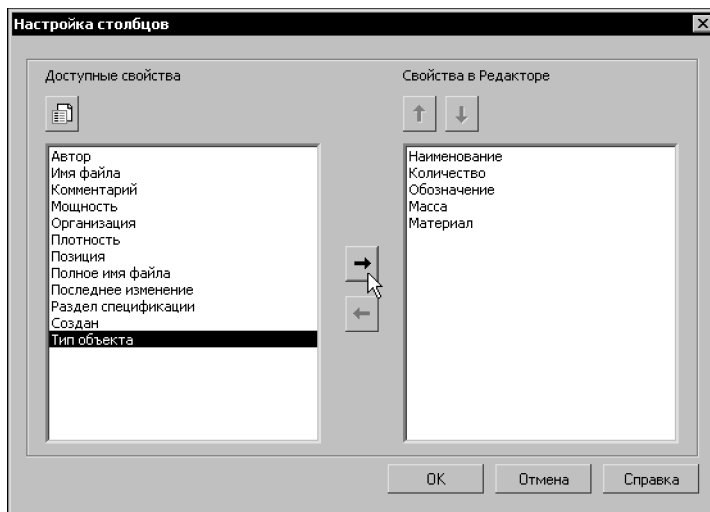 Настройка столбцов
Доступные свойства
Свойства в Редакторе
Автор
Имя файла
Комментарий
Мощность
Организация
Плотность
Позиция
Полное имя файла
Последнее изменение
Раздел спецификации
Создан
Тип объекта
Наименование
Количество
Обозначение
Масса
Материал
OK
Отмена
Справка